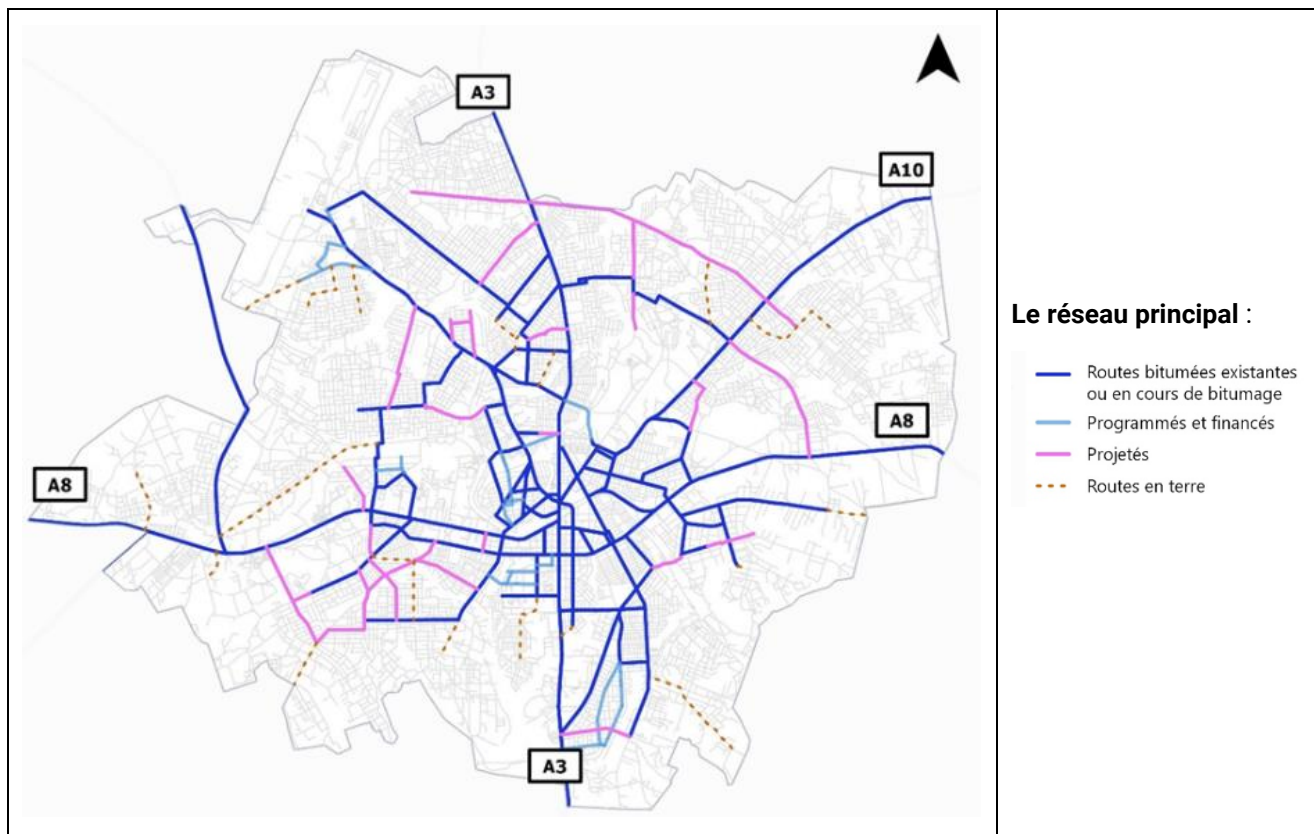 A3
A10
A8
A8
A3
Le réseau principal :
Routes bitumées existantes
ou en cours de bitumage
Programmés et financés
Projetés
Routes en terre